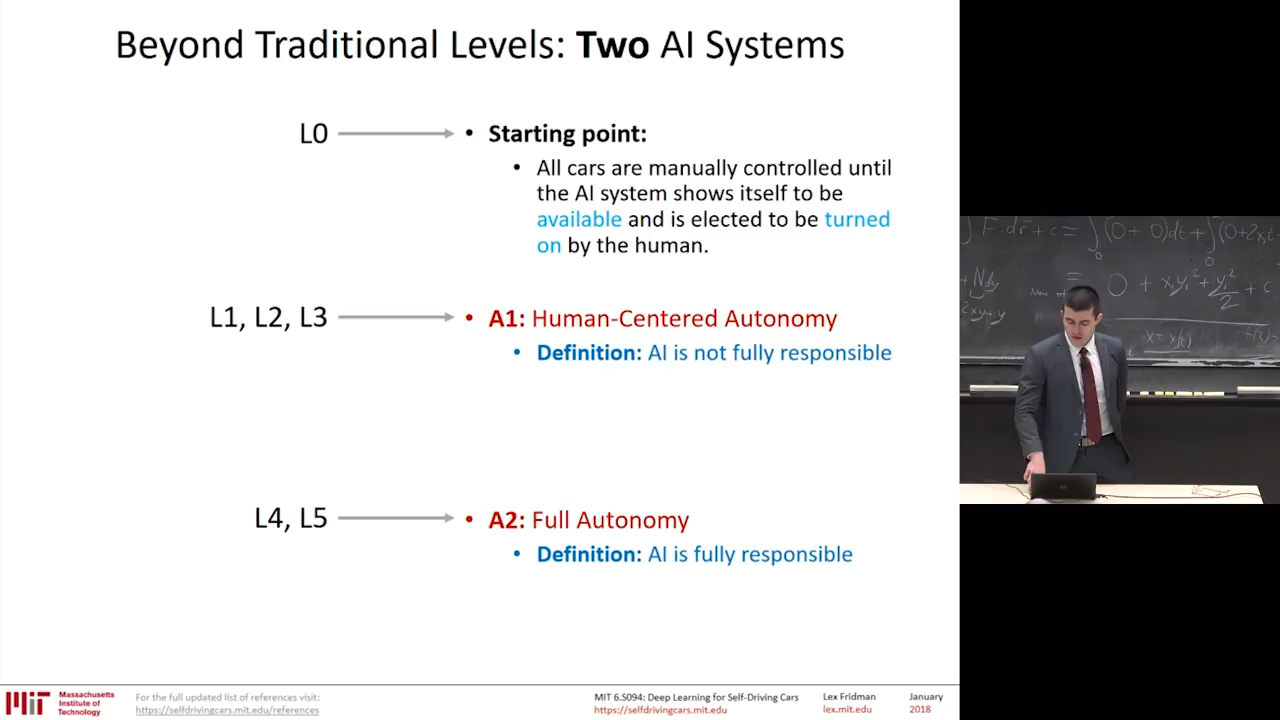 Beyond Traditional Levels: Two AI Systems
L0
• Starting point:
• All cars are manually controlled until
the AI system shows itself to be
available and is elected to be turned
on by the human.
L1, L2, L3
• A1: Human-Centered Autonomy
• Definition: AI is not fully responsible
L4, L5
• A2: Full Autonomy
• Definition: AI is fully responsible
Massachusetts
Institute of
Technology
For the full updated list of references visit:
https://selfdrivingcars.mit.edu/references
MIT 6.S094: Deep Learning for Self-Driving Cars
https://selfdrivingcars.mit.edu
Lex Fridman
lex.mit.edu
January
2018